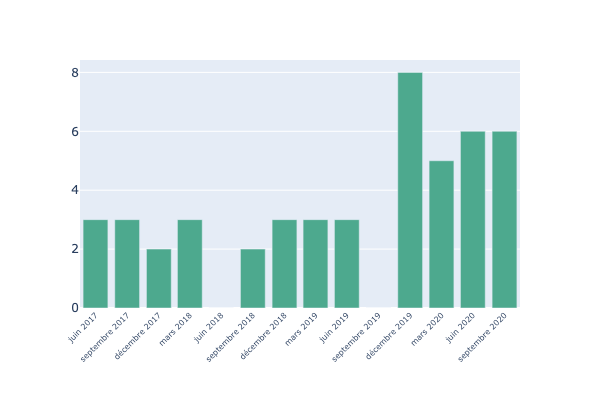 8
6
4
2
0
juin 2017
septembre 2017
décembre 2017
mars 2018
juin 2018
septembre 2018
décembre 2018
mars 2019
juin 2019
septembre 2019
décembre 2019
mars 2020
juin 2020
septembre 2020